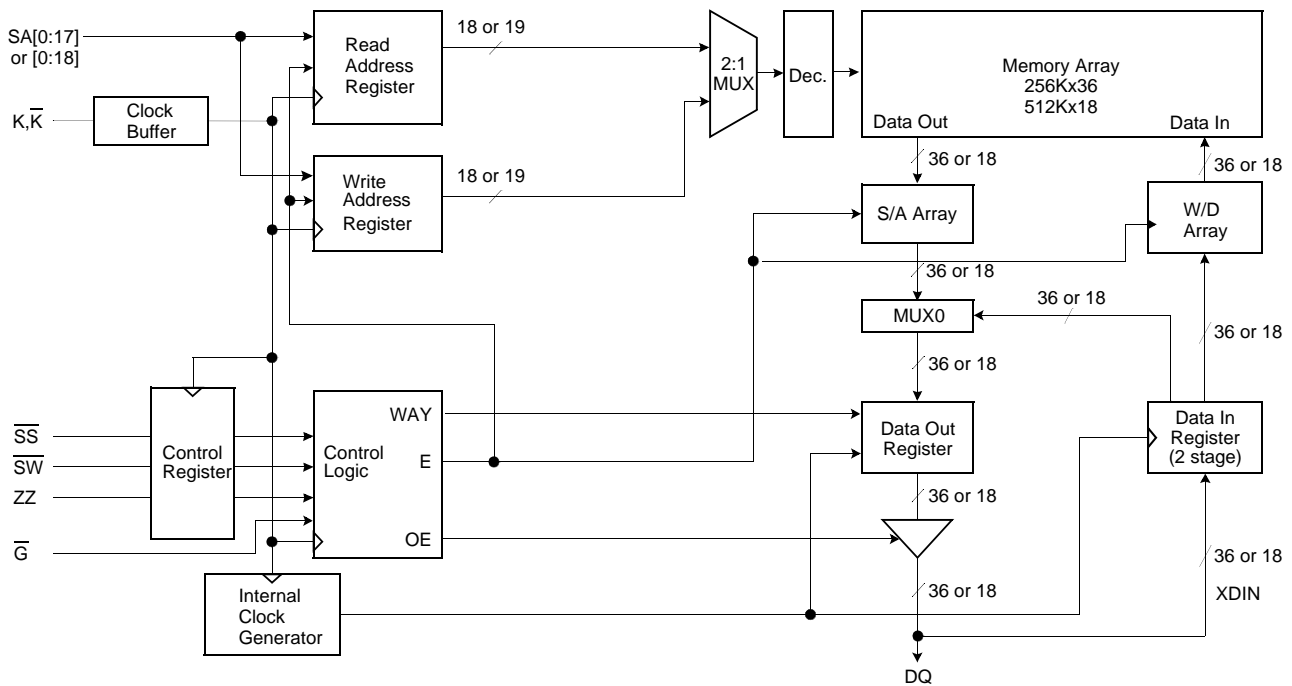 SA[0:17]
or [0:18]
Read
Address
Register
18 or 19
2:1
MUX
Dec.
Memory Array
256Kx36
512Kx18
Data Out
Data In
K,K̅
Clock
Buffer
36 or 18
36 or 18
Write
Address
Register
18 or 19
S/A Array
W/D
Array
36 or 18
36 or 18
MUX0
36 or 18
36 or 18
S̅S̅
S̅W̅
ZZ
G̅
Control
Register
Control
Logic
WAY
E
OE
Data Out
Register
Data In
Register
(2 stage)
36 or 18
36 or 18
XDIN
Internal
Clock
Generator
36 or 18
DQ